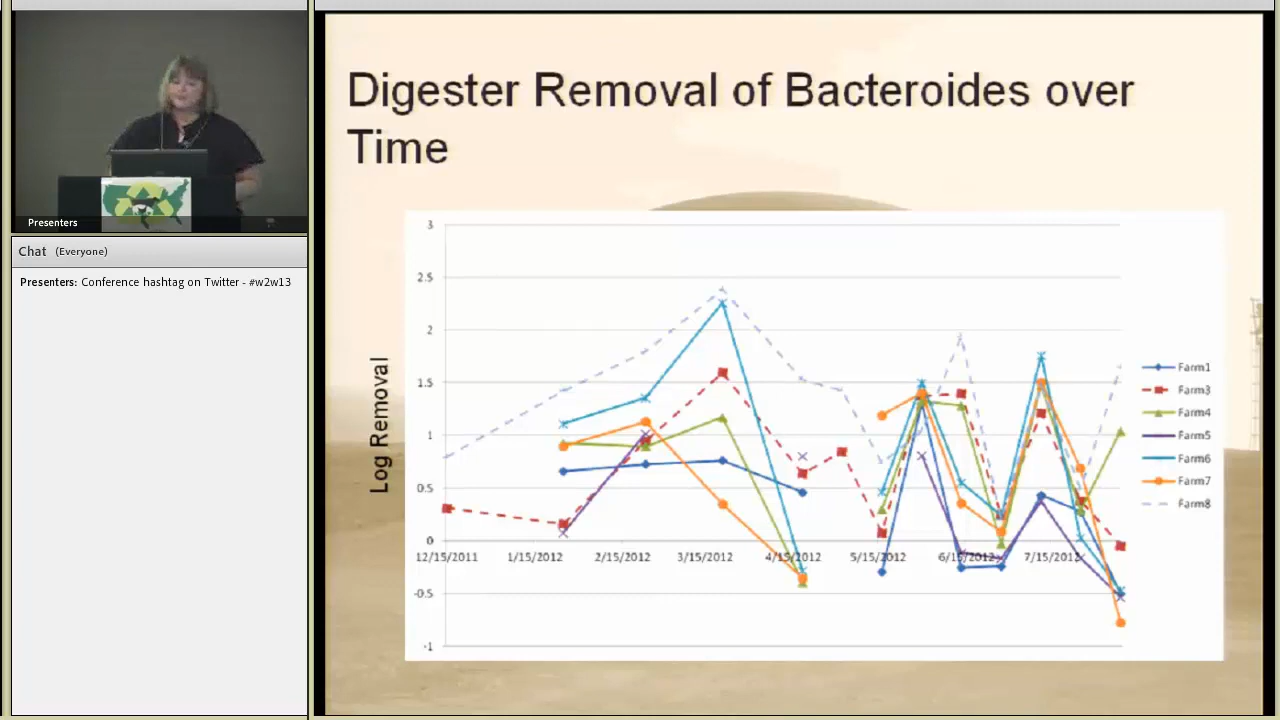 Digester Removal of Bacteroides over
Time
Presenters
Chat (Everyone)
Presenters: Conference hashtag on Twitter - #w2w13
Log Removal
3
2.5
2
1.5
1
0.5
0
-0.5
-1
12/15/2011 1/15/2012 2/15/2012 3/15/2012 4/15/2012 5/15/2012 6/15/2012 7/15/2012
Farm1
Farm3
Farm4
Farm5
Farm6
Farm7
Farm8